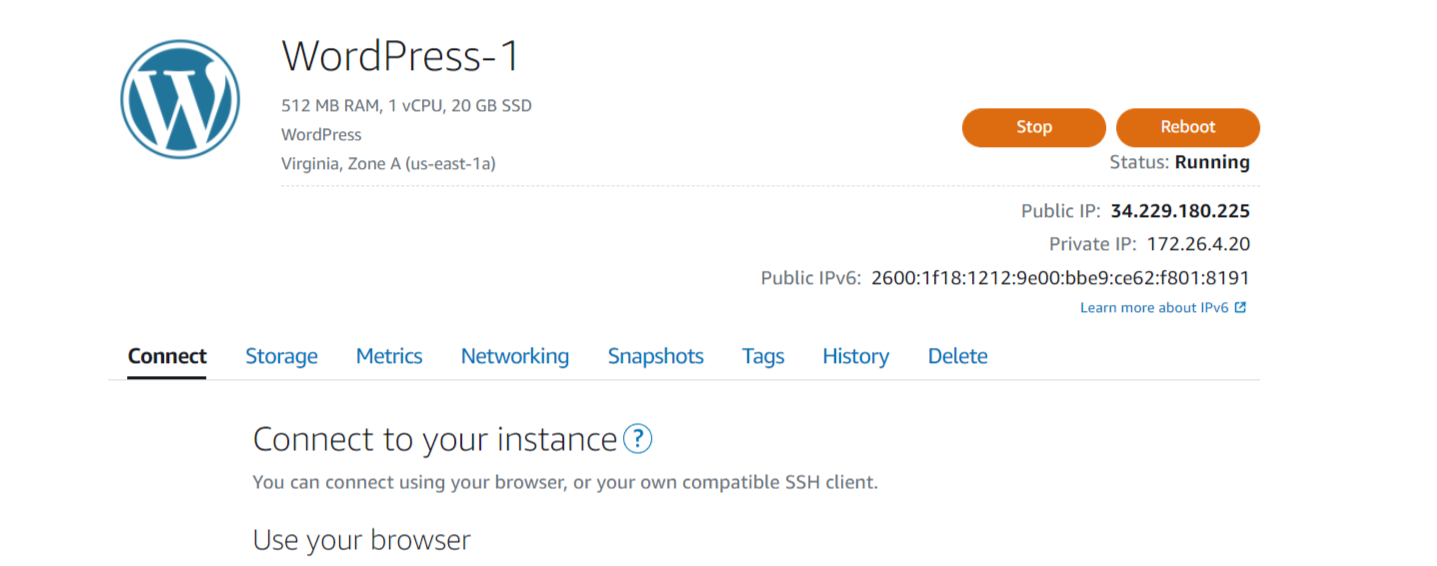 WordPress-1
512 MB RAM, 1 vCPU, 20 GB SSD
WordPress
Virginia, Zone A (us-east-1a)
Stop
Reboot
Status: Running
Public IP: 34.229.180.225
Private IP: 172.26.4.20
Public IPv6: 2600:1f18:1212:9e00:bbe9:ce62:f801:8191
Learn more about IPv6
Connect Storage Metrics Networking Snapshots Tags History Delete
Connect to your instance ?
You can connect using your browser, or your own compatible SSH client.
Use your browser